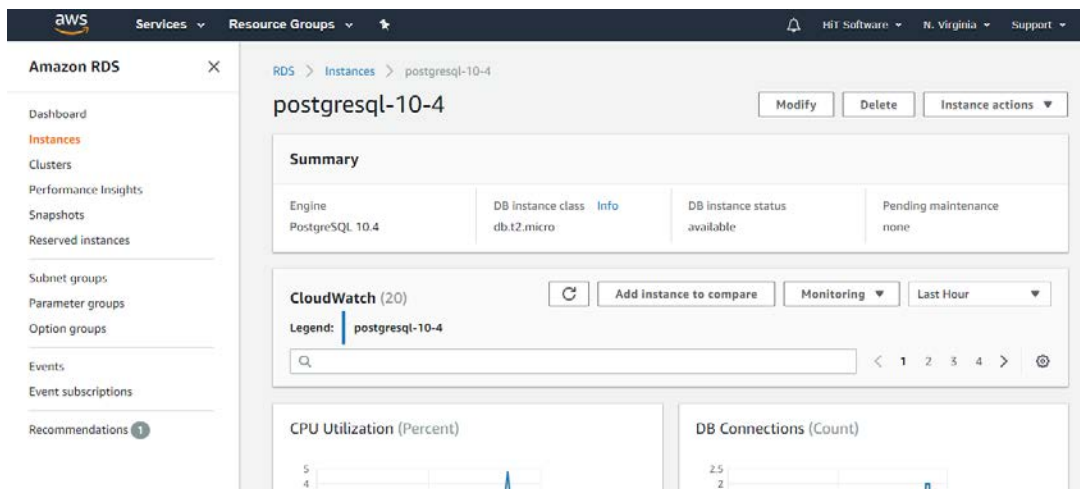 aws Services Resource Groups HiT Software N. Virginia Support
Amazon RDS
Dashboard
Instances
Clusters
Performance Insights
Snapshots
Reserved instances
Subnet groups
Parameter groups
Option groups
Events
Event subscriptions
Recommendations 1
RDS > Instances > postgresql-10-4
postgresql-10-4
Modify Delete Instance actions
Summary
Engine DB instance class Info DB instance status Pending maintenance
PostgreSQL 10.4 db.t2.micro available none
CloudWatch (20) Add instance to compare Monitoring Last Hour
Legend: postgresql-10-4
1 2 3 4
CPU Utilization (Percent) DB Connections (Count)
5 2.5
4 2